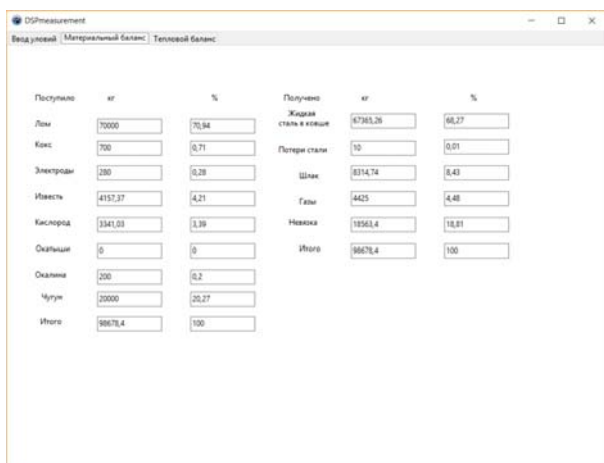 DSPmeasurement
Ввод уловий Материальный баланс Тепловой баланс
Поступило кг % Получено кг %
Лом 70000 70,94 Жидкая сталь в ковше 67365,26 68,27
Кокс 700 0,71 Потери стали 10 0,01
Электроды 280 0,28 Шлак 8314,74 8,43
Известь 4157,37 4,21 Газы 4425 4,48
Кислород 3341,03 3,39 Невязка 18563,4 18,81
Окатыши 0 0 Итого 98678,4 100
Окалина 200 0,2
Чугун 20000 20,27
Итого 98678,4 100